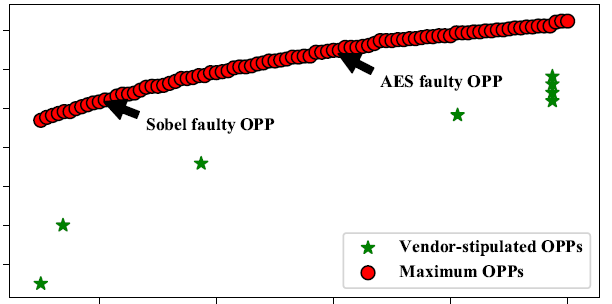 AES faulty OPP
Sobel faulty OPP
Vendor-stipulated OPPs
Maximum OPPs